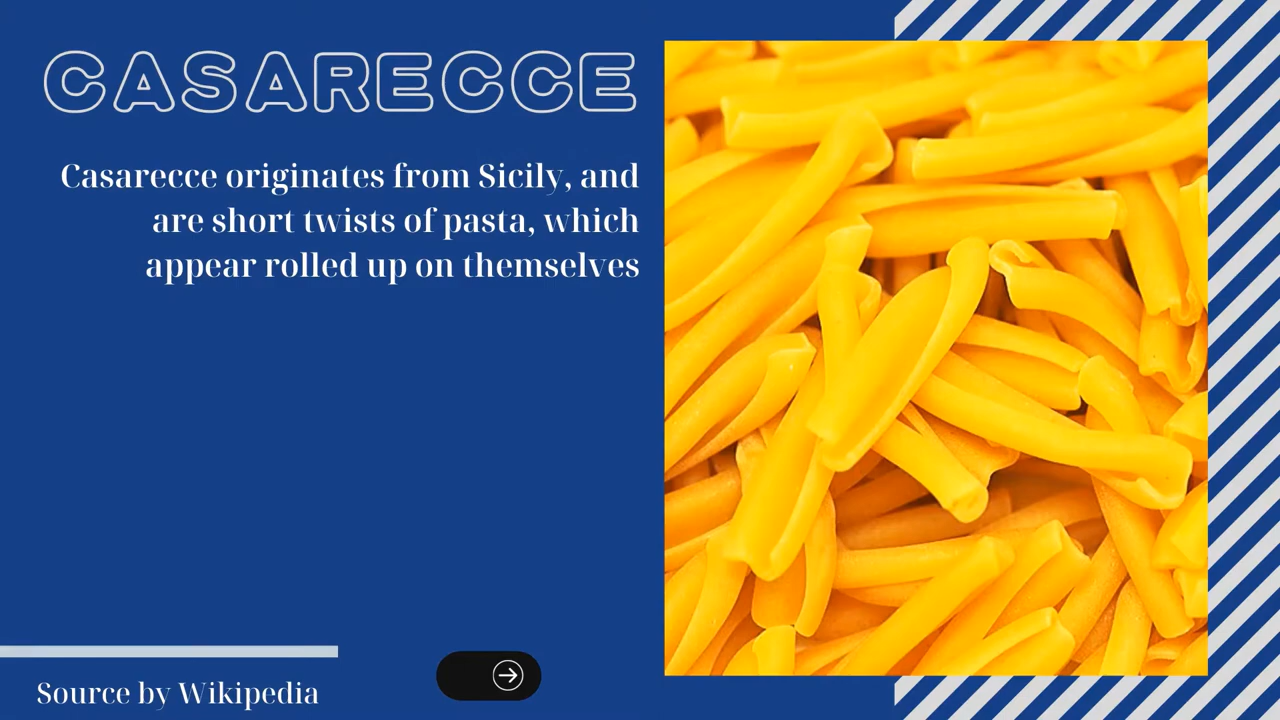 CASARECCE
Casarecce originates from Sicily, and
are short twists of pasta, which
appear rolled up on themselves
Source by Wikipedia